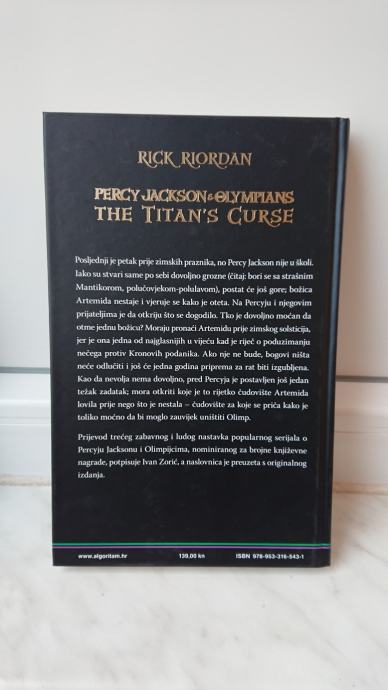 RICK RIORDAN
PERCY JACKSON & OLYMPIANS
THE TITAN'S CURSE
Posljednji je petak prije zimskih praznika, no Percy Jackson nije u školi.
Iako su stvari same po sebi dovoljno grozne (čitaj: bori se sa strašnim
Mantikorom, polučovjekom-polulavom), postat će još gore; božica
Artemida nestaje i vjeruje se kako je oteta. Na Percyju i njegovim
prijateljima je da otkriju što se dogodilo. Tko je dovoljno moćan da
otme jednu božicu? Moraju pronaći Artemidu prije zimskog solsticija,
jer je ona jedna od najglasnijih u vijeću kad je riječ o poduzimanju
nečega protiv Kronovih podanika. Ako nje ne bude, bogovi ništa
neće odlučiti i još će jedna godina priprema za rat biti izgubljena.
Kao da nevolja nema dovoljno, pred Percyja je postavljen još jedan
težak zadatak; mora otkriti koje je to rijetko čudovište Artemida
lovila prije nego što je nestala – čudovište za koje se priča kako je
toliko moćno da bi moglo zauvijek uništiti Olimp.
Prijevod trećeg zabavnog i ludog nastavka popularnog serijala o
Percyju Jacksonu i Olimpijcima, nominiranog za brojne književne
nagrade, potpisuje Ivan Zorić, a naslovnica je preuzeta s originalnog
izdanja.
www.algoritam.hr 139,00 kn ISBN 978-953-316-543-1